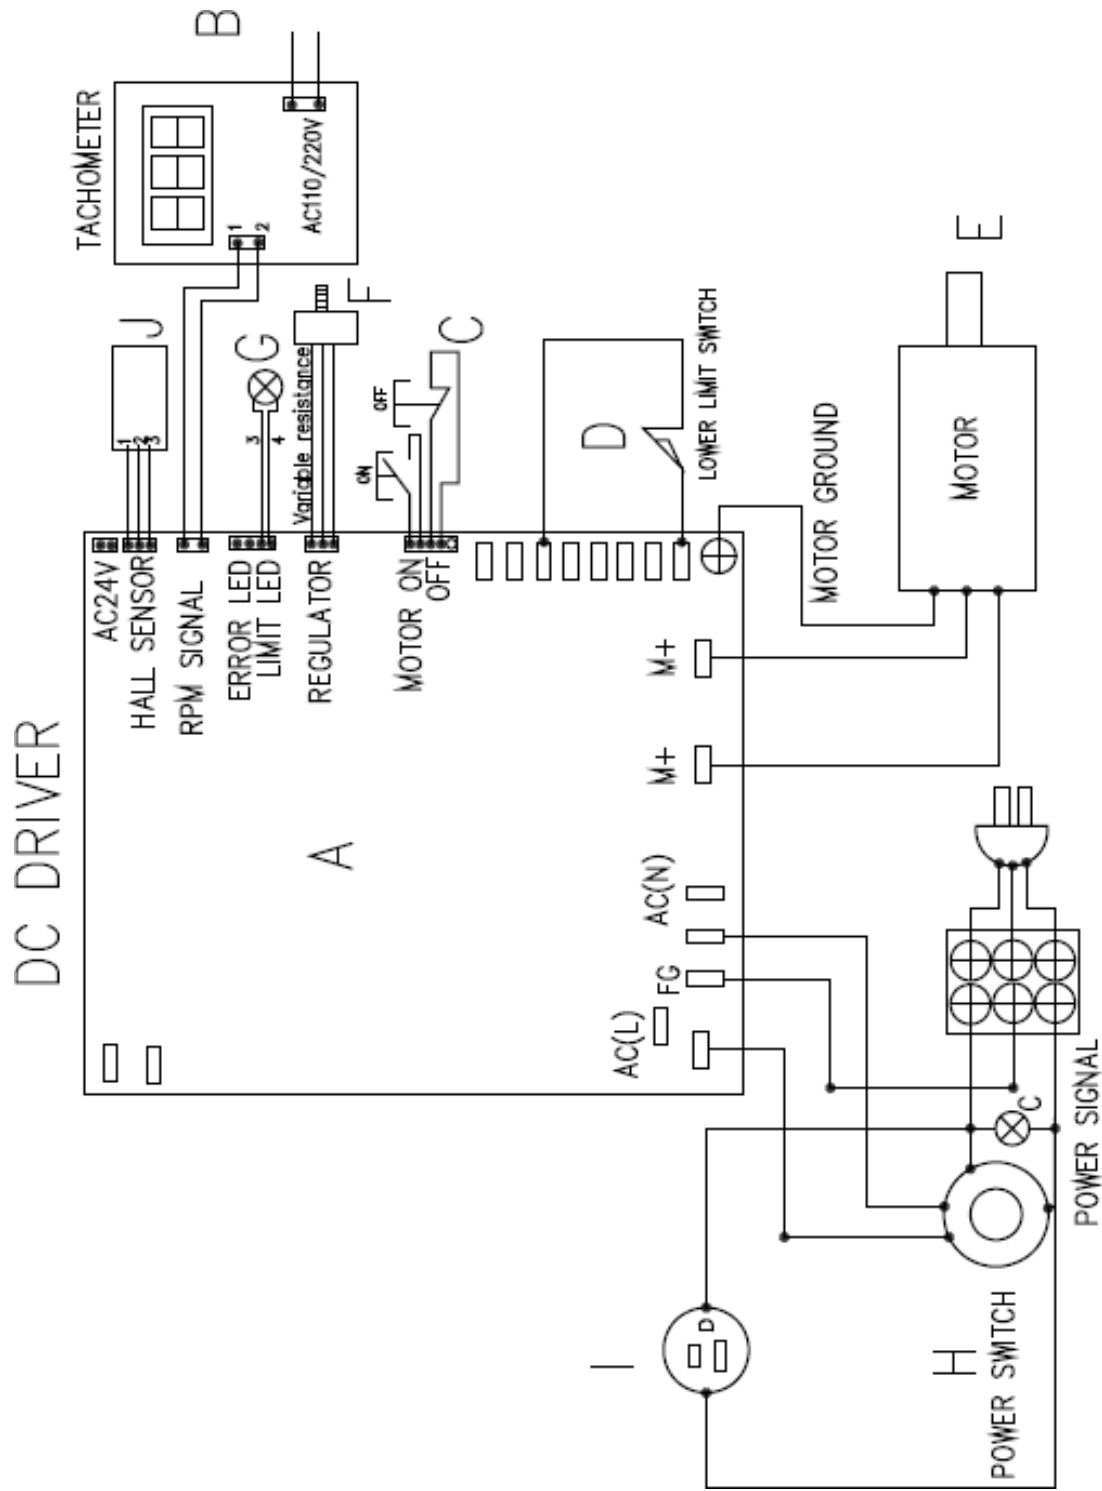 DC DRIVER
A
AC24V
HALL SENSOR
RPM SIGNAL
ERROR LED
LIMIT LED
REGULATOR
MOTOR ON
OFF
TACHOMETER
B
AC110/220V
1
2
J
1
2
3
G
3
4
Variable resistance
F
ON
OFF
C
D
LOWER LIMIT SWITCH
MOTOR GROUND
E
MOTOR
M+
M+
AC(N)
FG
AC(L)
C
POWER SIGNAL
H
POWER SWITCH
I
D